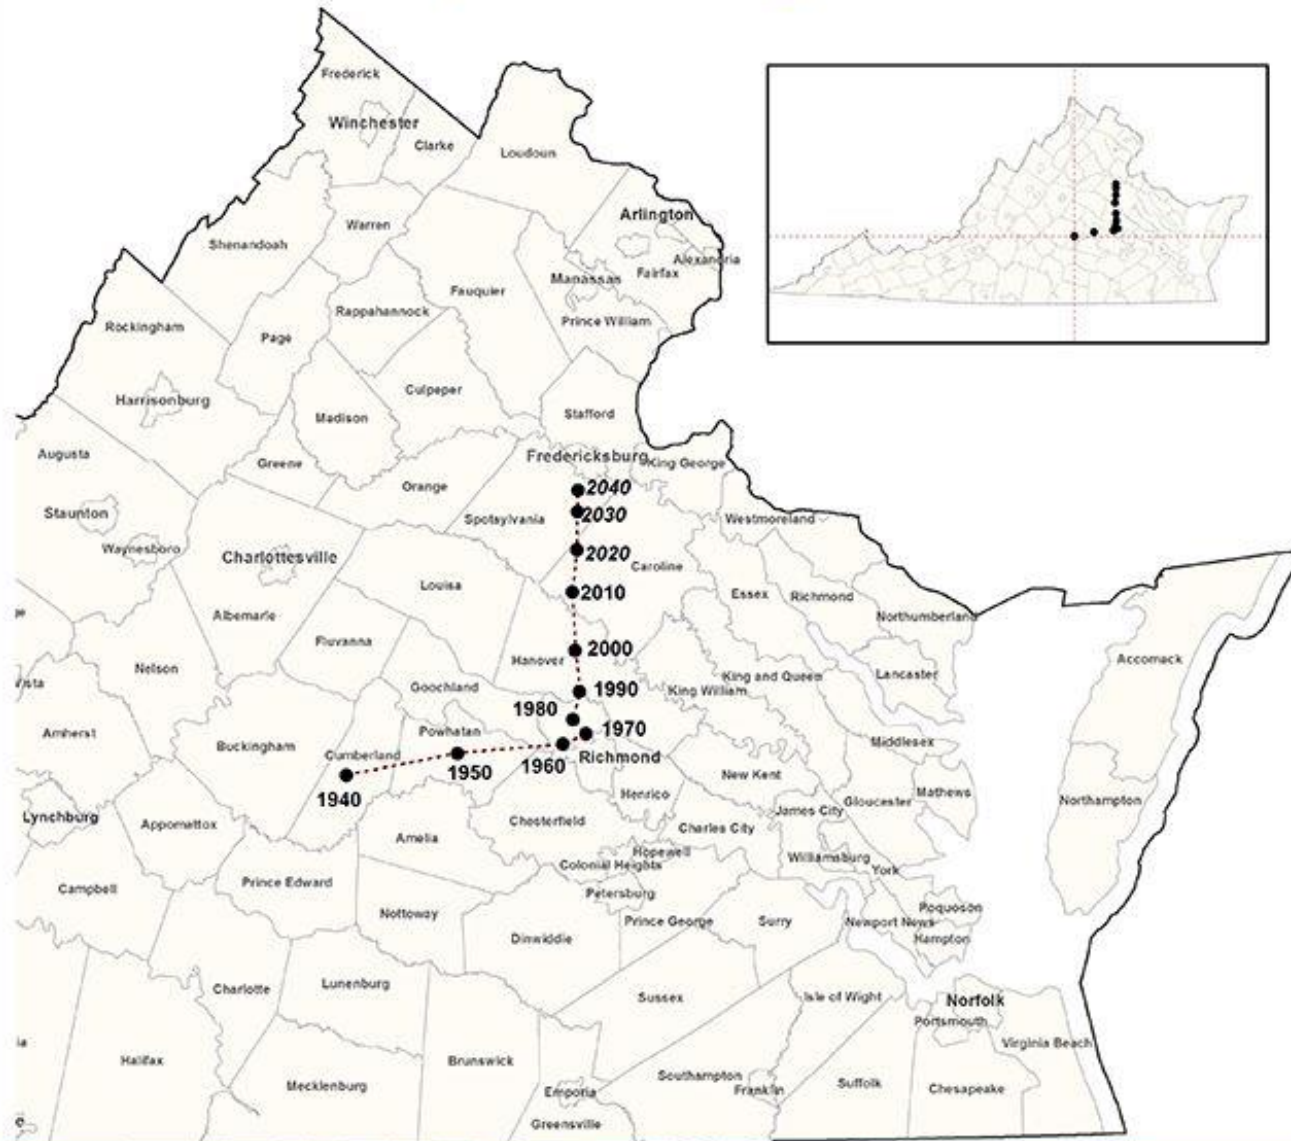 Frederick
Winchester
Clarke
Loudoun
Warren
Arlington
Shenandoah
Alexandria
Fairfax
Manassas
Fauquier
Rappahannock
Prince William
Rockingham
Page
Culpeper
Harrisonburg
Madison
Stafford
Augusta
Greene
Fredericksburg
King George
Orange
2040
Staunton
Spotsylvania
2030
Westmoreland
Waynesboro
Charlottesville
2020
Caroline
Louisa
2010
Essex
Richmond
Albemarle
Northumberland
Fluvanna
2000
Nelson
Hanover
Accomack
King and Queen
Lancaster
Goochland
1990
King William
1980
Amherst
Powhatan
1970
Middlesex
Buckingham
Cumberland
1960
Richmond
1950
New Kent
1940
Henrico
Mathews
Gloucester
Northampton
James City
Lynchburg
Appomattox
Chesterfield
Charles City
Amelia
Hopewell
Williamsburg
Colonial Heights
York
Campbell
Prince Edward
Petersburg
Poquoson
Nottoway
Prince George
Surry
Newport News
Dinwiddie
Hampton
Charlotte
Lunenburg
Sussex
Isle of Wight
Norfolk
Portsmouth
Virginia Beach
Halifax
Brunswick
Mecklenburg
Southampton
Suffolk
Chesapeake
Emporia
Franklin
Greensville